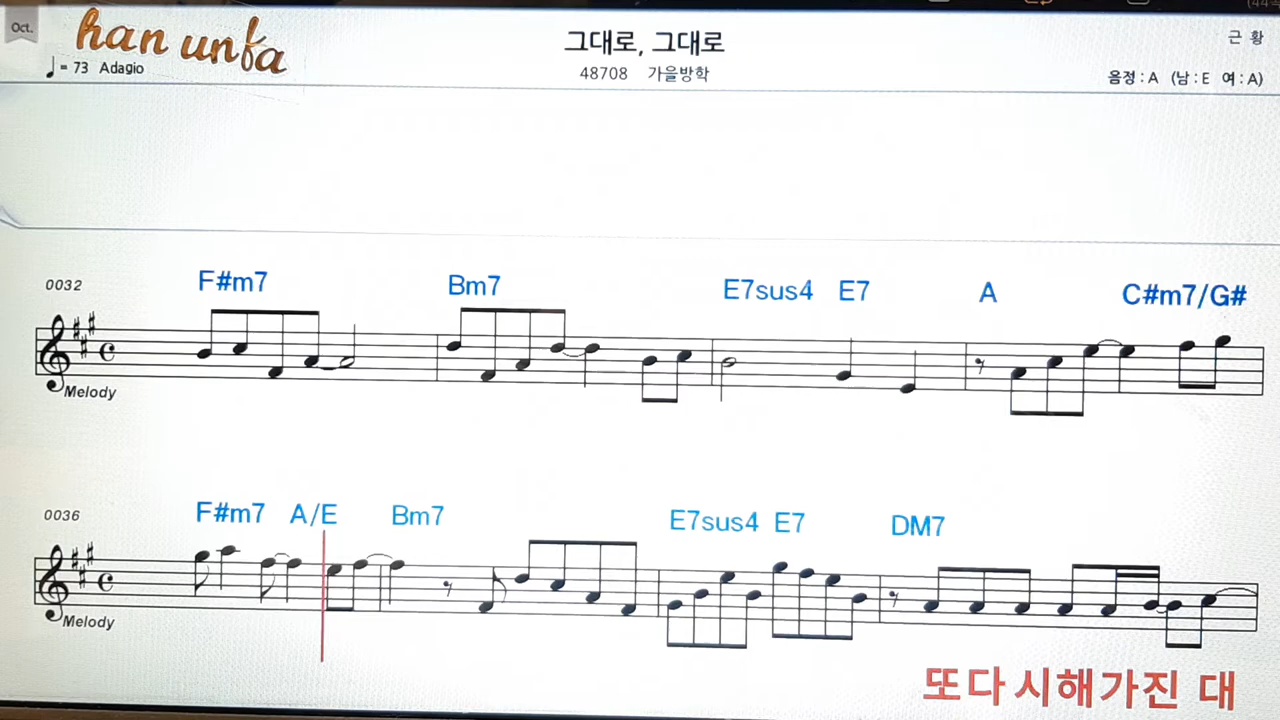 Oct.
han unfa
♩= 73 Adagio
그대로, 그대로
48708 가을방학
근 황
음정 : A (남 : E 여 : A)
0032
F#m7 Bm7 E7sus4 E7 A C#m7/G#
Melody
0036
F#m7 A/E Bm7 E7sus4 E7 DM7
Melody
또다 시해가진 대